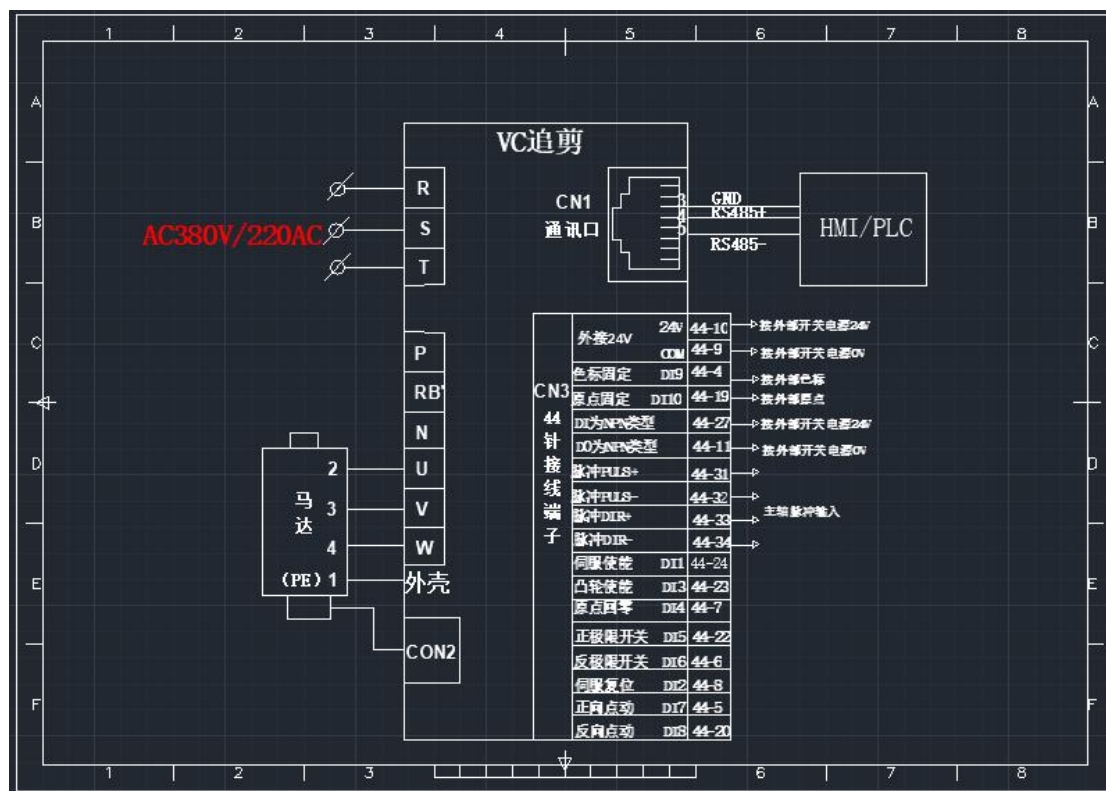 1 2 3 4 5 6 7 8
A A
B B
C C
D D
E E
F F
VC追剪
R
S
T
AC380V/220AC
CN1
通讯口
3
4
5
GND
RS485+
RS485-
HMI/PLC
P
RB'
N
U
V
W
外壳
CON2
2
3
4
(PE) 1
马达
CN3
44针接线端子
外接24V 24V 44-10 接外部开关电源24V
COM 44-9 接外部开关电源0V
色标固定 DI9 44-4 接外部色标
原点固定 DI10 44-19 接外部原点
DI为NPN类型 44-27 接外部开关电源24V
DO为NPN类型 44-11 接外部开关电源0V
脉冲PULS+ 44-31
脉冲PULS- 44-32
脉冲DIR+ 44-33
脉冲DIR- 44-34
主轴脉冲输入
伺服使能 DI1 44-24
凸轮使能 DI3 44-23
原点回零 DI4 44-7
正极限开关 DI5 44-22
反极限开关 DI6 44-6
伺服复位 DI2 44-8
正向点动 DI7 44-5
反向点动 DI8 44-20
1 2 3 6 7 8